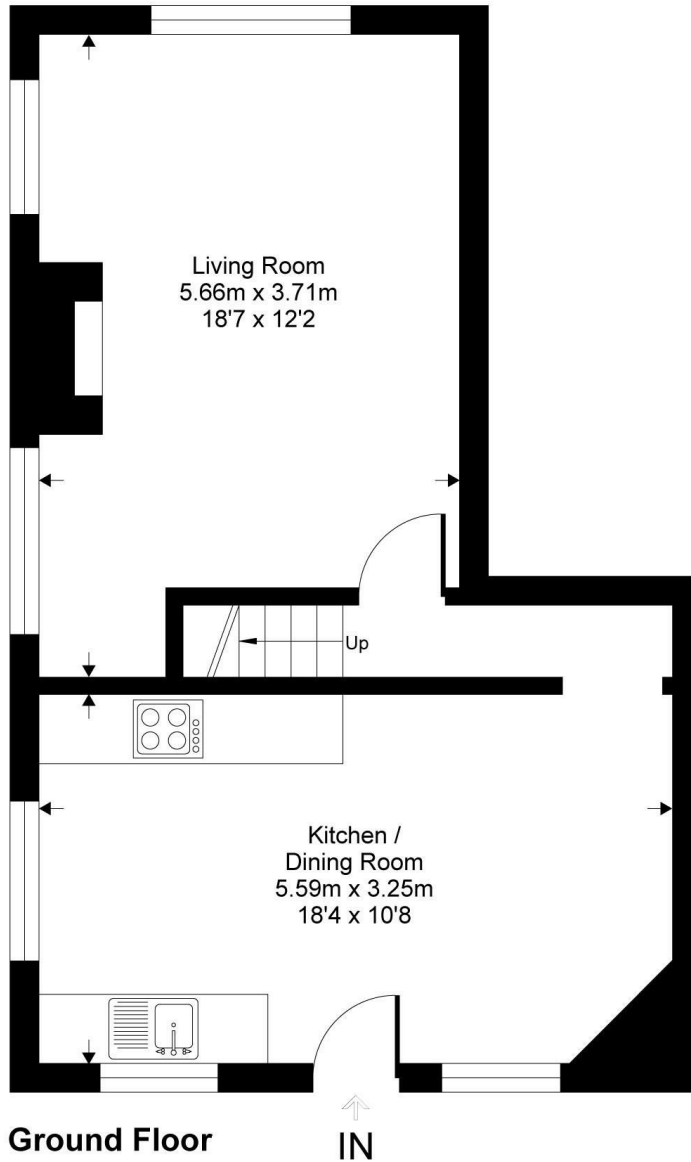 Living Room
5.66m x 3.71m
18'7 x 12'2
Up
Kitchen /
Dining Room
5.59m x 3.25m
18'4 x 10'8
Ground Floor
IN